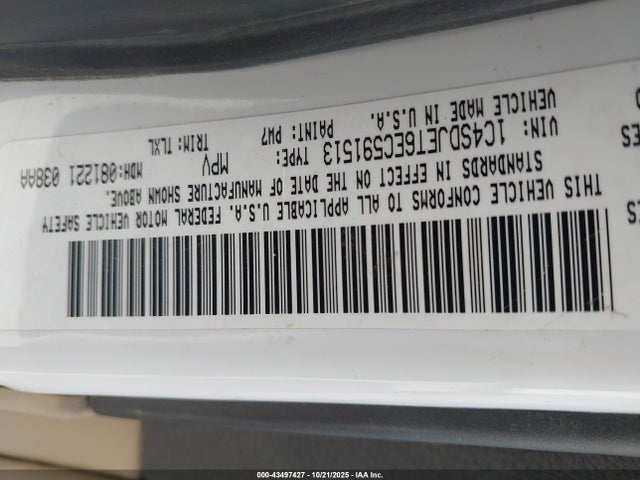 THIS VEHICLE CONFORMS TO ALL APPLICABLE U.S.A. FEDERAL MOTOR VEHICLE SAFETY
STANDARDS IN EFFECT ON THE DATE OF MANUFACTURE SHOWN ABOVE.
VIN: 1C4SDJET6EC591513 TYPE: MPV MDH: 081221 038AA
VEHICLE MADE IN U.S.A. PAINT: PW7 TRIM: TLXL
000-43497427 - 10/21/2025 - IAA Inc.